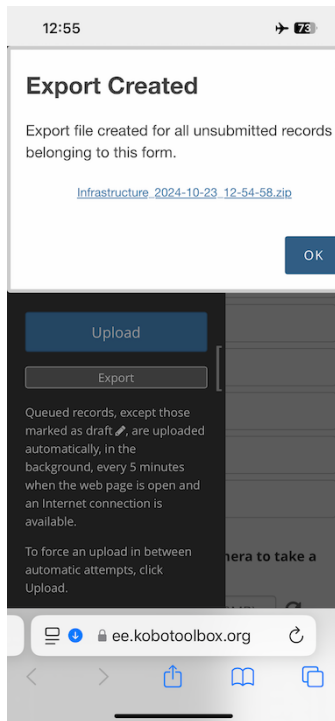 12:55
73
Export Created
Export file created for all unsubmitted records
belonging to this form.
Infrastructure_2024-10-23_12-54-58.zip
OK
Upload
Export
Queued records, except those
marked as draft , are uploaded
automatically, in the
background, every 5 minutes
when the web page is open and
an Internet connection is
available.
To force an upload in between
automatic attempts, click
Upload.
era to take a
ee.kobotoolbox.org